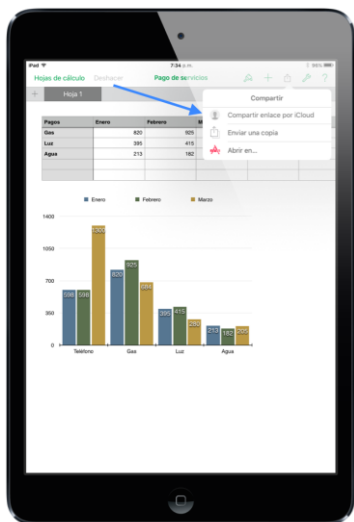 iPad 7:34 p.m. 100%
Hojas de cálculo Deshacer Pago de servicios + ?
+ Hoja 1
Compartir
Compartir enlace por iCloud
Enviar una copia
Abrir en...
Pagos Enero Febrero M
Gas 820 925
Luz 395 415
Agua 213 182
Enero Febrero Marzo
1400
1050
700
350
0
598 598 1300
820 925 684
395 415
213 182
Teléfono Gas Luz Agua